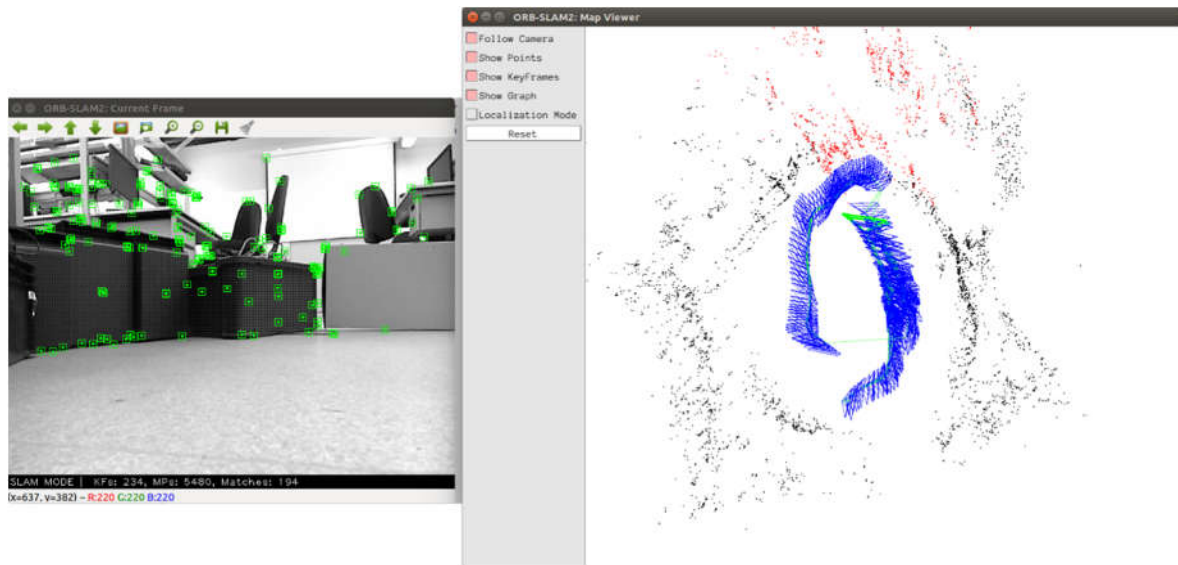 ORB-SLAM2: Map Viewer
Follow Camera
Show Points
Show KeyFrames
Show Graph
Localization Mode
Reset
ORB-SLAM2: Current Frame
SLAM MODE | KFs: 234, MPs: 5480, Matches: 194
(x=637, y=382) ~ R:220 G:220 B:220